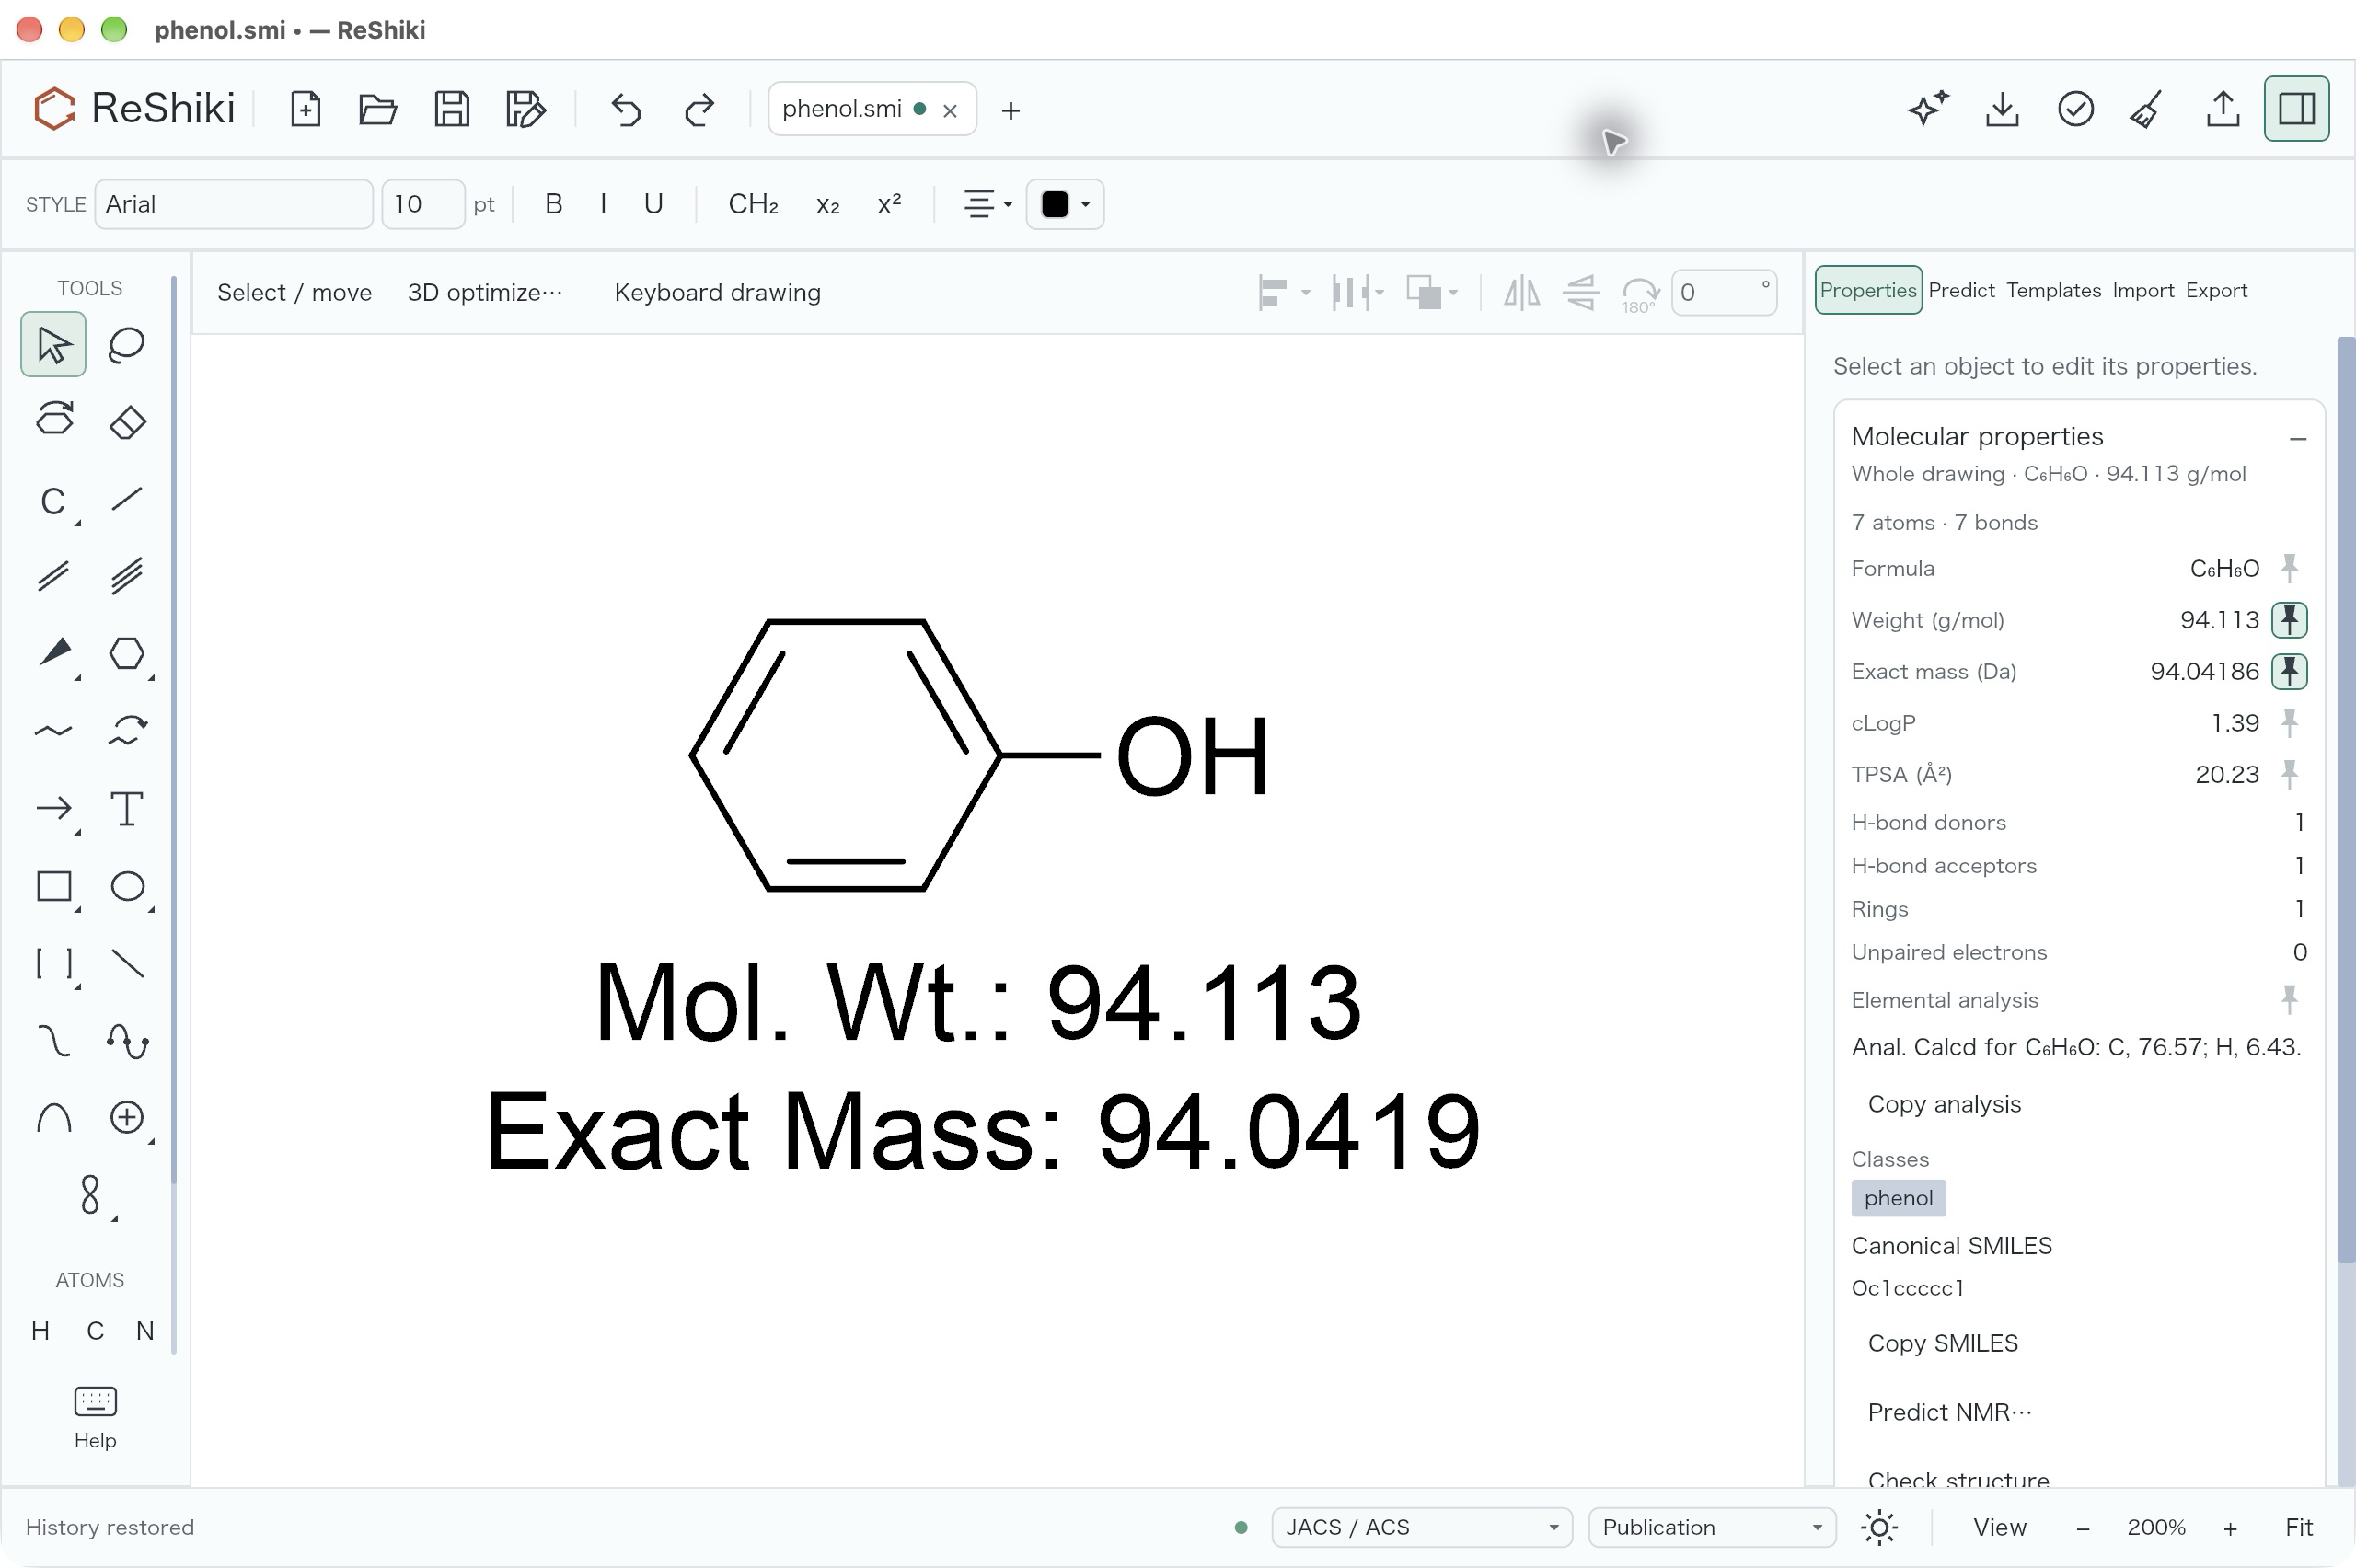 phenol.smi • — ReShiki
ReShiki
phenol.smi
STYLE Arial 10 pt B I U CH₂ x₂ x²
TOOLS
Select / move 3D optimize··· Keyboard drawing
180° 0 °
Properties Predict Templates Import Export
Select an object to edit its properties.
Molecular properties
Whole drawing · C₆H₆O · 94.113 g/mol
7 atoms · 7 bonds
Formula C₆H₆O
Weight (g/mol) 94.113
Exact mass (Da) 94.04186
cLogP 1.39
TPSA (Å²) 20.23
H-bond donors 1
H-bond acceptors 1
Rings 1
Unpaired electrons 0
Elemental analysis
Anal. Calcd for C₆H₆O: C, 76.57; H, 6.43.
Copy analysis
Classes
phenol
Canonical SMILES
Oc1ccccc1
Copy SMILES
Predict NMR···
Check structure
C
T
OH
Mol. Wt.: 94.113
Exact Mass: 94.0419
ATOMS
H C N
Help
History restored
JACS / ACS
Publication
View − 200% + Fit